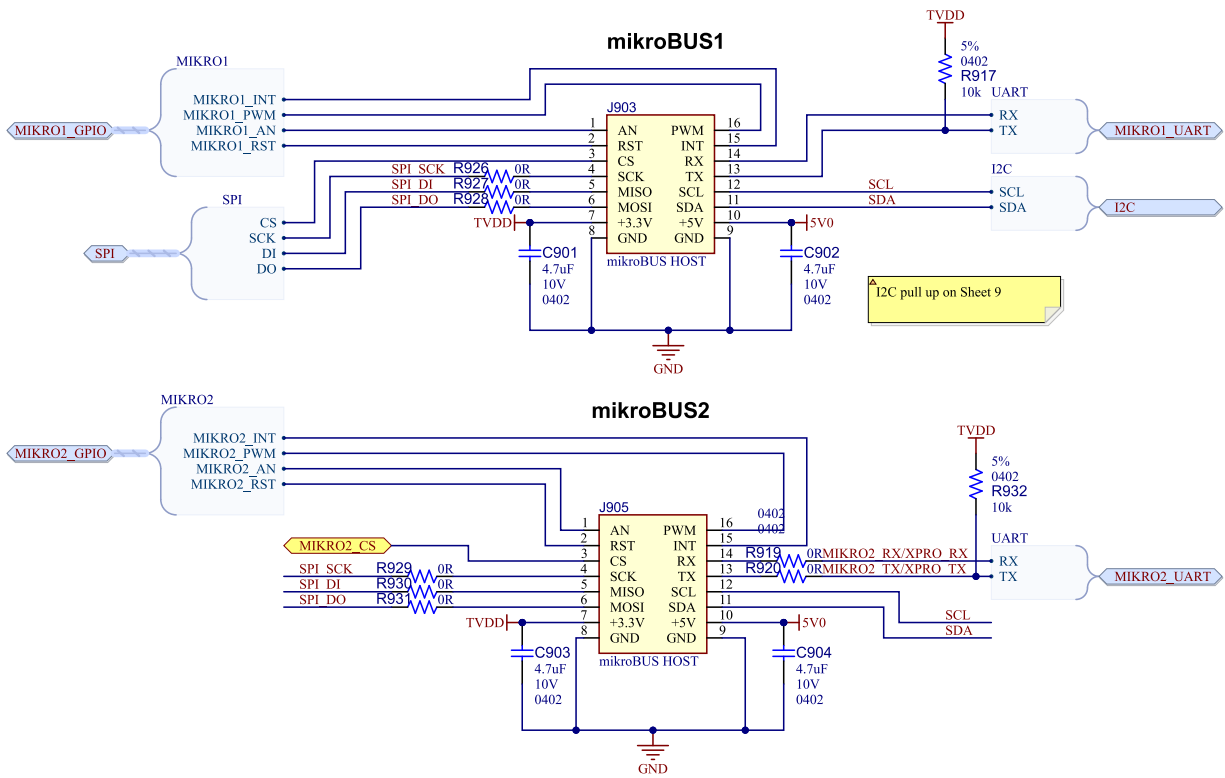 mikroBUS1
TVDD
5%
0402
R917
10k
MIKRO1
MIKRO1_INT
MIKRO1_PWM
MIKRO1_AN
MIKRO1_RST
MIKRO1_GPIO
SPI
CS
SCK
DI
DO
SPI
SPI_SCK R926 0R
SPI_DI R927 0R
SPI_DO R928 0R
J903
1 AN PWM 16
2 RST INT 15
3 CS RX 14
4 SCK TX 13
5 MISO SCL 12
6 MOSI SDA 11
7 +3.3V +5V 10
8 GND GND 9
mikroBUS HOST
TVDD
5V0
C901
4.7uF
10V
0402
C902
4.7uF
10V
0402
GND
UART
RX
TX
MIKRO1_UART
I2C
SCL
SDA
SCL
SDA
I2C
I2C pull up on Sheet 9
mikroBUS2
MIKRO2
MIKRO2_INT
MIKRO2_PWM
MIKRO2_AN
MIKRO2_RST
MIKRO2_GPIO
MIKRO2_CS
SPI_SCK R929 0R
SPI_DI R930 0R
SPI_DO R931 0R
J905
1 AN PWM 16
2 RST INT 15
3 CS RX 14
4 SCK TX 13
5 MISO SCL 12
6 MOSI SDA 11
7 +3.3V +5V 10
8 GND GND 9
mikroBUS HOST
0402
0402
R919 0R MIKRO2_RX/XPRO_RX
R920 0R MIKRO2_TX/XPRO_TX
TVDD
5%
0402
R932
10k
UART
RX
TX
MIKRO2_UART
SCL
SDA
TVDD
5V0
C903
4.7uF
10V
0402
C904
4.7uF
10V
0402
GND